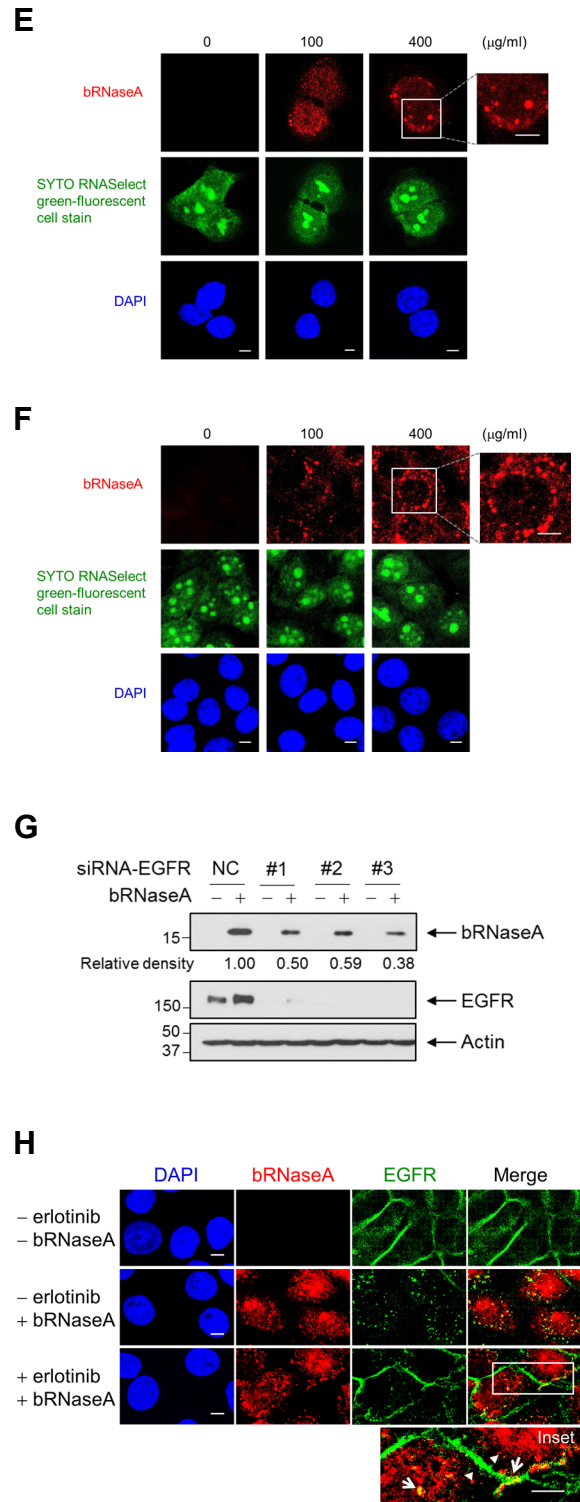 E
0 100 400 (μg/ml)
bRNaseA
SYTO RNASelect
green-fluorescent
cell stain
DAPI
F
0 100 400 (μg/ml)
bRNaseA
SYTO RNASelect
green-fluorescent
cell stain
DAPI
G
siRNA-EGFR NC #1 #2 #3
bRNaseA − + − + − + − +
15 bRNaseA
Relative density 1.00 0.50 0.59 0.38
150 EGFR
50
37 Actin
H
DAPI bRNaseA EGFR Merge
− erlotinib
− bRNaseA
− erlotinib
+ bRNaseA
+ erlotinib
+ bRNaseA
Inset